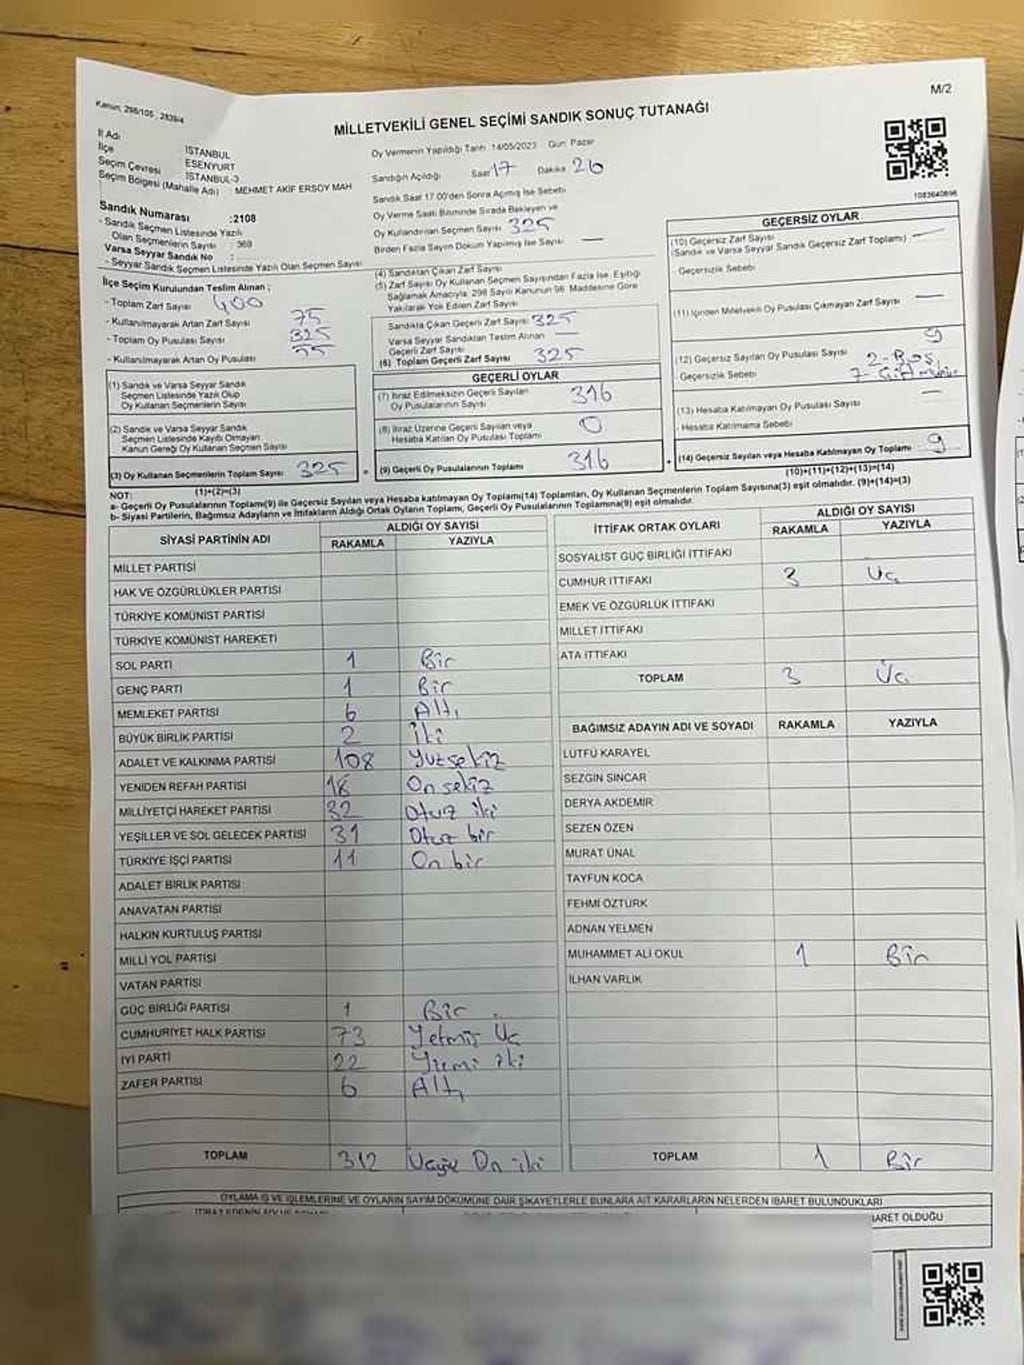 Kanun; 298/105 , 2839/4
M/2
MİLLETVEKİLİ GENEL SEÇİMİ SANDIK SONUÇ TUTANAĞI
İl Adı İSTANBUL
İlçe ESENYURT
Seçim Çevresi İSTANBUL-3
Seçim Bölgesi (Mahalle Adı) MEHMET AKİF ERSOY MAH
Sandık Numarası :2108
- Sandık Seçmen Listesinde Yazılı
Olan Seçmenlerin Sayısı : 369
Varsa Seyyar Sandık No :
- Seyyar Sandık Seçmen Listesinde Yazılı Olan Seçmen Sayısı
İlçe Seçim Kurulundan Teslim Alınan ;
- Toplam Zarf Sayısı 400
- Kullanılmayarak Artan Zarf Sayısı 75
- Toplam Oy Pusulası Sayısı 325
- Kullanılmayarak Artan Oy Pusulası 75
(1) Sandık ve Varsa Seyyar Sandık
Seçmen Listesinde Yazılı Olup
Oy Kullanan Seçmenlerin Sayısı
(2) Sandık ve Varsa Seyyar Sandık
Seçmen Listesinde Kayıtlı Olmayan
Kanun Gereği Oy Kullanan Seçmen Sayısı
(3) Oy Kullanan Seçmenlerin Toplam Sayısı 325
(1)+(2)=(3)
Oy Vermenin Yapıldığı Tarih: 14/05/2023 Gün: Pazar
Sandığın Açıldığı Saat 17 Dakika 26
Sandık Saat 17.00'den Sonra Açılmış İse Sebebi
Oy Verme Saati Bitiminde Sırada Bekleyen ve
Oy Kullandırılan Seçmen Sayısı 325
Birden Fazla Sayım Döküm Yapılmış İse Sayısı —
(4) Sandıktan Çıkan Zarf Sayısı
(5) Zarf Sayısı Oy Kullanan Seçmen Sayısından Fazla İse, Eşitliği
Sağlamak Amacıyla, 298 Sayılı Kanunun 98. Maddesine Göre
Yakılarak Yok Edilen Zarf Sayısı
Sandıkta Çıkan Geçerli Zarf Sayısı 325
Varsa Seyyar Sandıktan Teslim Alınan
Geçerli Zarf Sayısı —
(6) Toplam Geçerli Zarf Sayısı 325
GEÇERLİ OYLAR
(7) İtiraz Edilmeksizin Geçerli Sayılan
Oy Pusulalarının Sayısı 316
(8) İtiraz Üzerine Geçerli Sayılan veya
Hesaba Katılan Oy Pusulası Toplamı 0
(9) Geçerli Oy Pusulalarının Toplamı 316
1083640696
GEÇERSİZ OYLAR
(10) Geçersiz Zarf Sayısı —
(Sandık ve Varsa Seyyar Sandık Geçersiz Zarf Toplamı)
- Geçersizlik Sebebi
(11) İçinden Milletvekili Oy Pusulası Çıkmayan Zarf Sayısı —
(12) Geçersiz Sayılan Oy Pusulası Sayısı 9
- Geçersizlik Sebebi 2-Boş
7-
(13) Hesaba Katılmayan Oy Pusulası Sayısı —
- Hesaba Katılmama Sebebi
(14) Geçersiz Sayılan veya Hesaba Katılmayan Oy Toplamı 9
(10)+(11)+(12)+(13)=(14)
NOT:
a- Geçerli Oy Pusulalarının Toplamı(9) ile Geçersiz Sayılan veya Hesaba katılmayan Oy Toplamı(14) Toplamları, Oy Kullanan Seçmenlerin Toplam Sayısına(3) eşit olmalıdır. (9)+(14)=(3)
b- Siyasi Partilerin, Bağımsız Adayların ve İttifakların Aldığı Ortak Oyların Toplamı, Geçerli Oy Pusulalarının Toplamına(9) eşit olmalıdır.
SİYASİ PARTİNİN ADI ALDIĞI OY SAYISI
RAKAMLA YAZIYLA
MİLLET PARTİSİ
HAK VE ÖZGÜRLÜKLER PARTİSİ
TÜRKİYE KOMÜNİST PARTİSİ
TÜRKİYE KOMÜNİST HAREKETİ
SOL PARTİ 1 Bir
GENÇ PARTİ 1 Bir
MEMLEKET PARTİSİ 6 Altı
BÜYÜK BİRLİK PARTİSİ 2 İki
ADALET VE KALKINMA PARTİSİ 108 Yüzsekiz
YENİDEN REFAH PARTİSİ 18 On sekiz
MİLLİYETÇİ HAREKET PARTİSİ 32 Otuz iki
YEŞİLLER VE SOL GELECEK PARTİSİ 31 Otuz bir
TÜRKİYE İŞÇİ PARTİSİ 11 On bir
ADALET BİRLİK PARTİSİ
ANAVATAN PARTİSİ
HALKIN KURTULUŞ PARTİSİ
MİLLİ YOL PARTİSİ
VATAN PARTİSİ
GÜÇ BİRLİĞİ PARTİSİ 1 Bir
CUMHURİYET HALK PARTİSİ 73 Yetmiş Üç
İYİ PARTİ 22 Yirmi iki
ZAFER PARTİSİ 6 Altı
TOPLAM 312 Üçyüz On iki
İTTİFAK ORTAK OYLARI ALDIĞI OY SAYISI
RAKAMLA YAZIYLA
SOSYALİST GÜÇ BİRLİĞİ İTTİFAKI
CUMHUR İTTİFAKI 3 Üç
EMEK VE ÖZGÜRLÜK İTTİFAKI
MİLLET İTTİFAKI
ATA İTTİFAKI
TOPLAM 3 Üç
BAĞIMSIZ ADAYIN ADI VE SOYADI RAKAMLA YAZIYLA
LÜTFÜ KARAYEL
SEZGİN SİNCAR
DERYA AKDEMİR
SEZEN ÖZEN
MURAT ÜNAL
TAYFUN KOCA
FEHMİ ÖZTÜRK
ADNAN YELMEN
MUHAMMET ALİ OKUL 1 Bir
İLHAN VARLIK
TOPLAM 1 Bir
OYLAMA İŞ VE İŞLEMLERİNE VE OYLARIN SAYIM DÖKÜMÜNE DAİR ŞİKAYETLERLE BUNLARA AİT KARARLARIN NELERDEN İBARET BULUNDUKLARI
BARET OLDUĞU